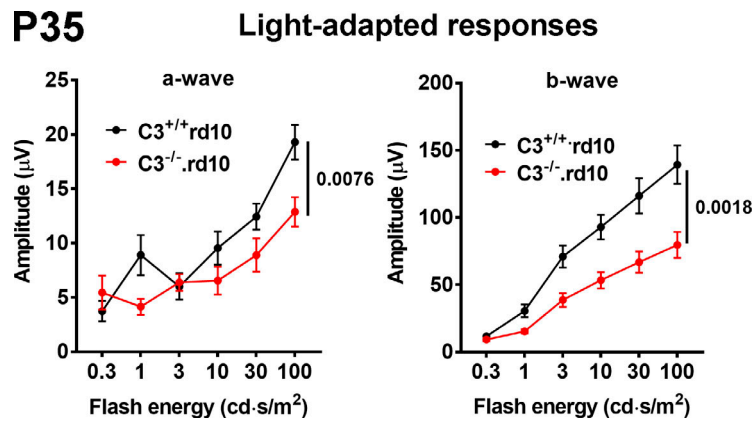 P35
Light-adapted responses
a-wave
Amplitude (μV)
25
20
15
10
5
0
C3+/+rd10
C3-/-.rd10
0.0076
0.3 1 3 10 30 100
Flash energy (cd·s/m²)
b-wave
Amplitude (μV)
200
150
100
50
0
C3+/+·rd10
C3-/-.rd10
0.0018
0.3 1 3 10 30 100
Flash energy (cd·s/m²)